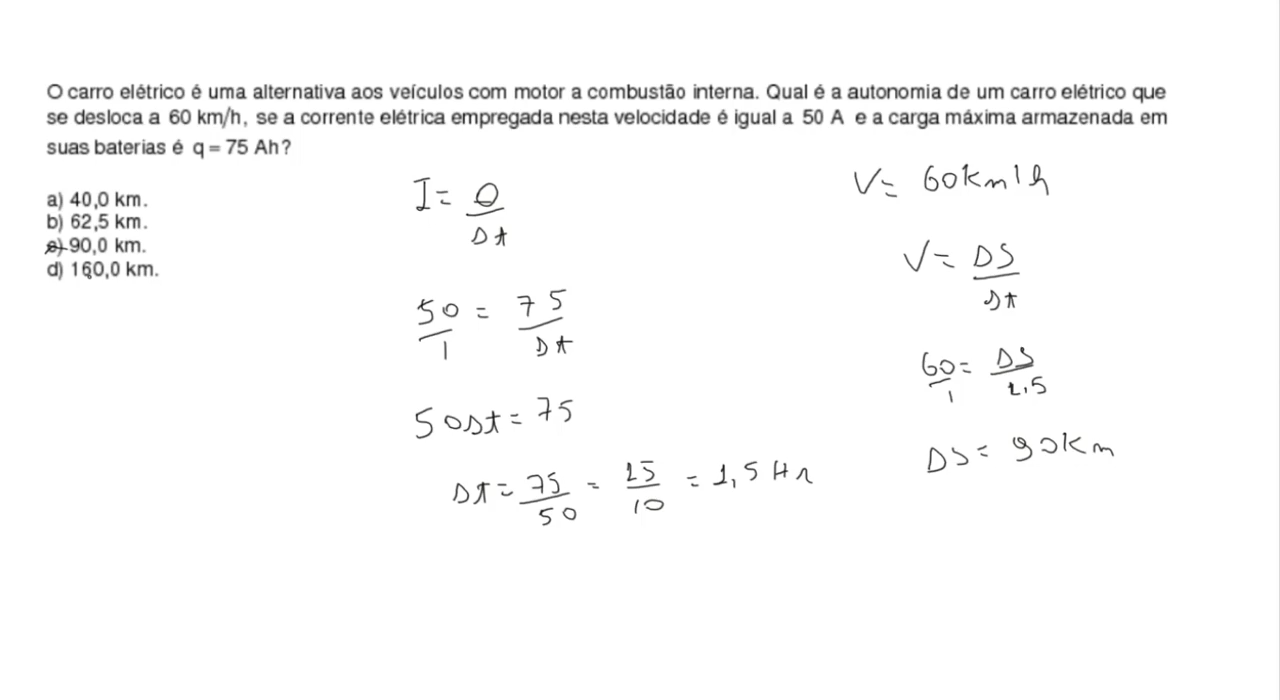 O carro elétrico é uma alternativa aos veículos com motor a combustão interna. Qual é a autonomia de um carro elétrico que
se desloca a 60 km/h, se a corrente elétrica empregada nesta velocidade é igual a 50 A e a carga máxima armazenada em
suas baterias é q = 75 Ah?
a) 40,0 km.
b) 62,5 km.
c) 90,0 km.
d) 160,0 km.
I = Q / Δt
50 / 1 = 75 / Δt
50Δt = 75
Δt = 75 / 50 = 15 / 10 = 1,5 Hr
V = 60km/h
V = ΔS / Δt
60 / 1 = ΔS / 1,5
ΔS = 90km